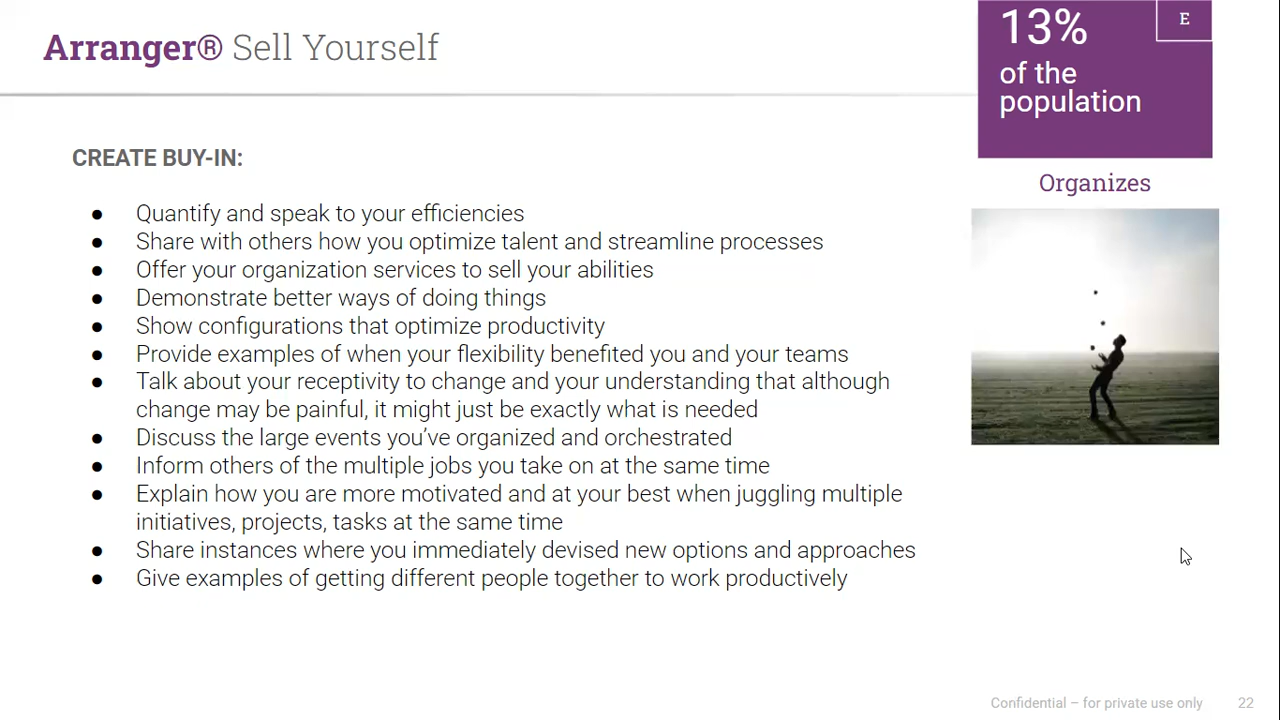 Arranger® Sell Yourself
13%
E
of the
population
Organizes
CREATE BUY-IN:
● Quantify and speak to your efficiencies
● Share with others how you optimize talent and streamline processes
● Offer your organization services to sell your abilities
● Demonstrate better ways of doing things
● Show configurations that optimize productivity
● Provide examples of when your flexibility benefited you and your teams
● Talk about your receptivity to change and your understanding that although
change may be painful, it might just be exactly what is needed
● Discuss the large events you’ve organized and orchestrated
● Inform others of the multiple jobs you take on at the same time
● Explain how you are more motivated and at your best when juggling multiple
initiatives, projects, tasks at the same time
● Share instances where you immediately devised new options and approaches
● Give examples of getting different people together to work productively
Confidential – for private use only 22